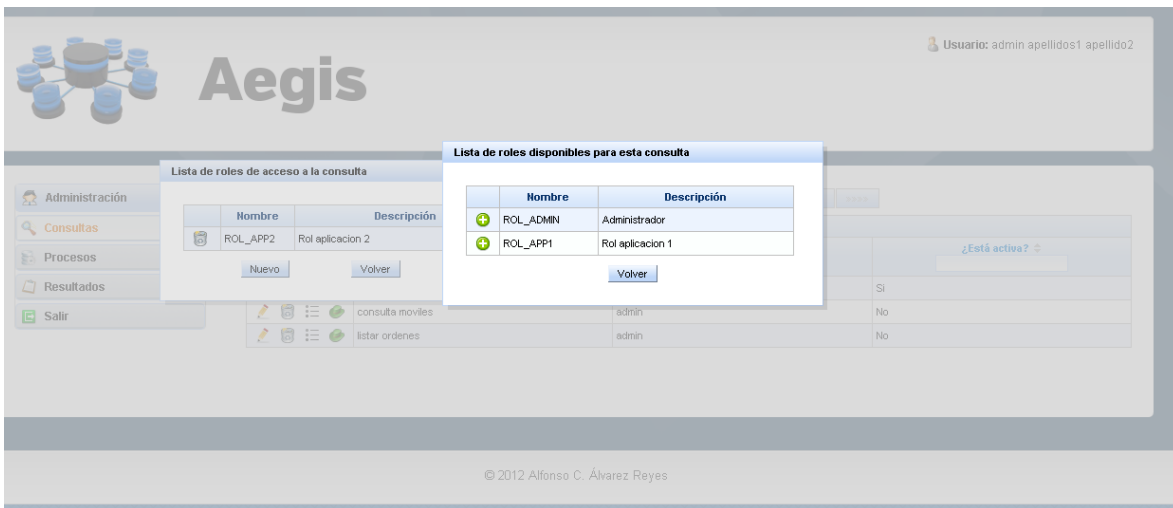 Aegis
Usuario: admin apellidos1 apellido2
Lista de roles disponibles para esta consulta
Nombre Descripción
ROL_ADMIN Administrador
ROL_APP1 Rol aplicacion 1
Volver
Lista de roles de acceso a la consulta
Nombre Descripción
ROL_APP2 Rol aplicacion 2
Nuevo Volver
Administración
Consultas
Procesos
Resultados
Salir
¿Está activa?
Si
consulta moviles admin No
listar ordenes admin No
© 2012 Alfonso C. Álvarez Reyes